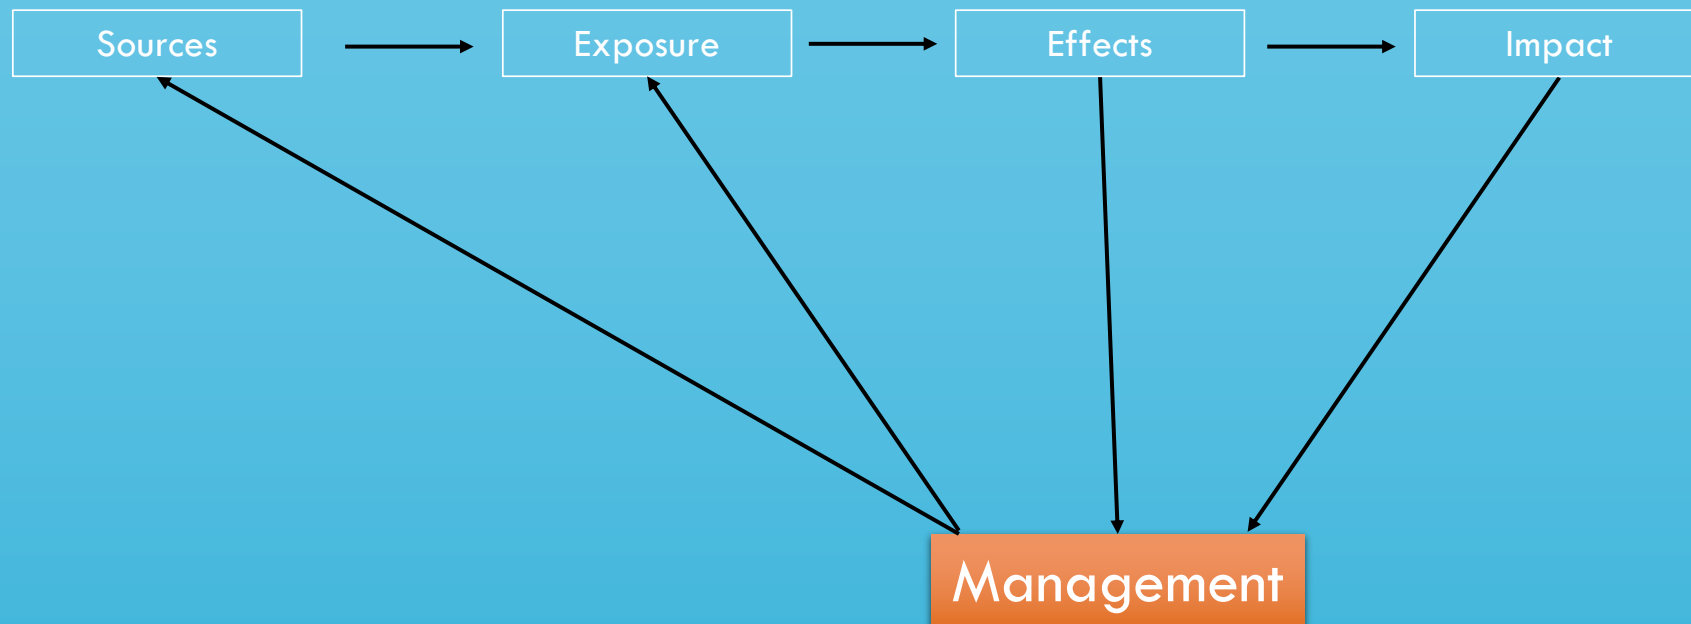 Sources
Exposure
Effects
Impact
Management